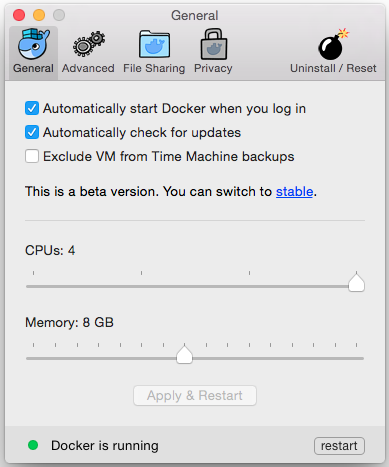 General
General
Advanced
File Sharing
Privacy
Uninstall / Reset
Automatically start Docker when you log in
Automatically check for updates
Exclude VM from Time Machine backups
This is a beta version. You can switch to stable.
CPUs: 4
Memory: 8 GB
Apply & Restart
Docker is running
restart